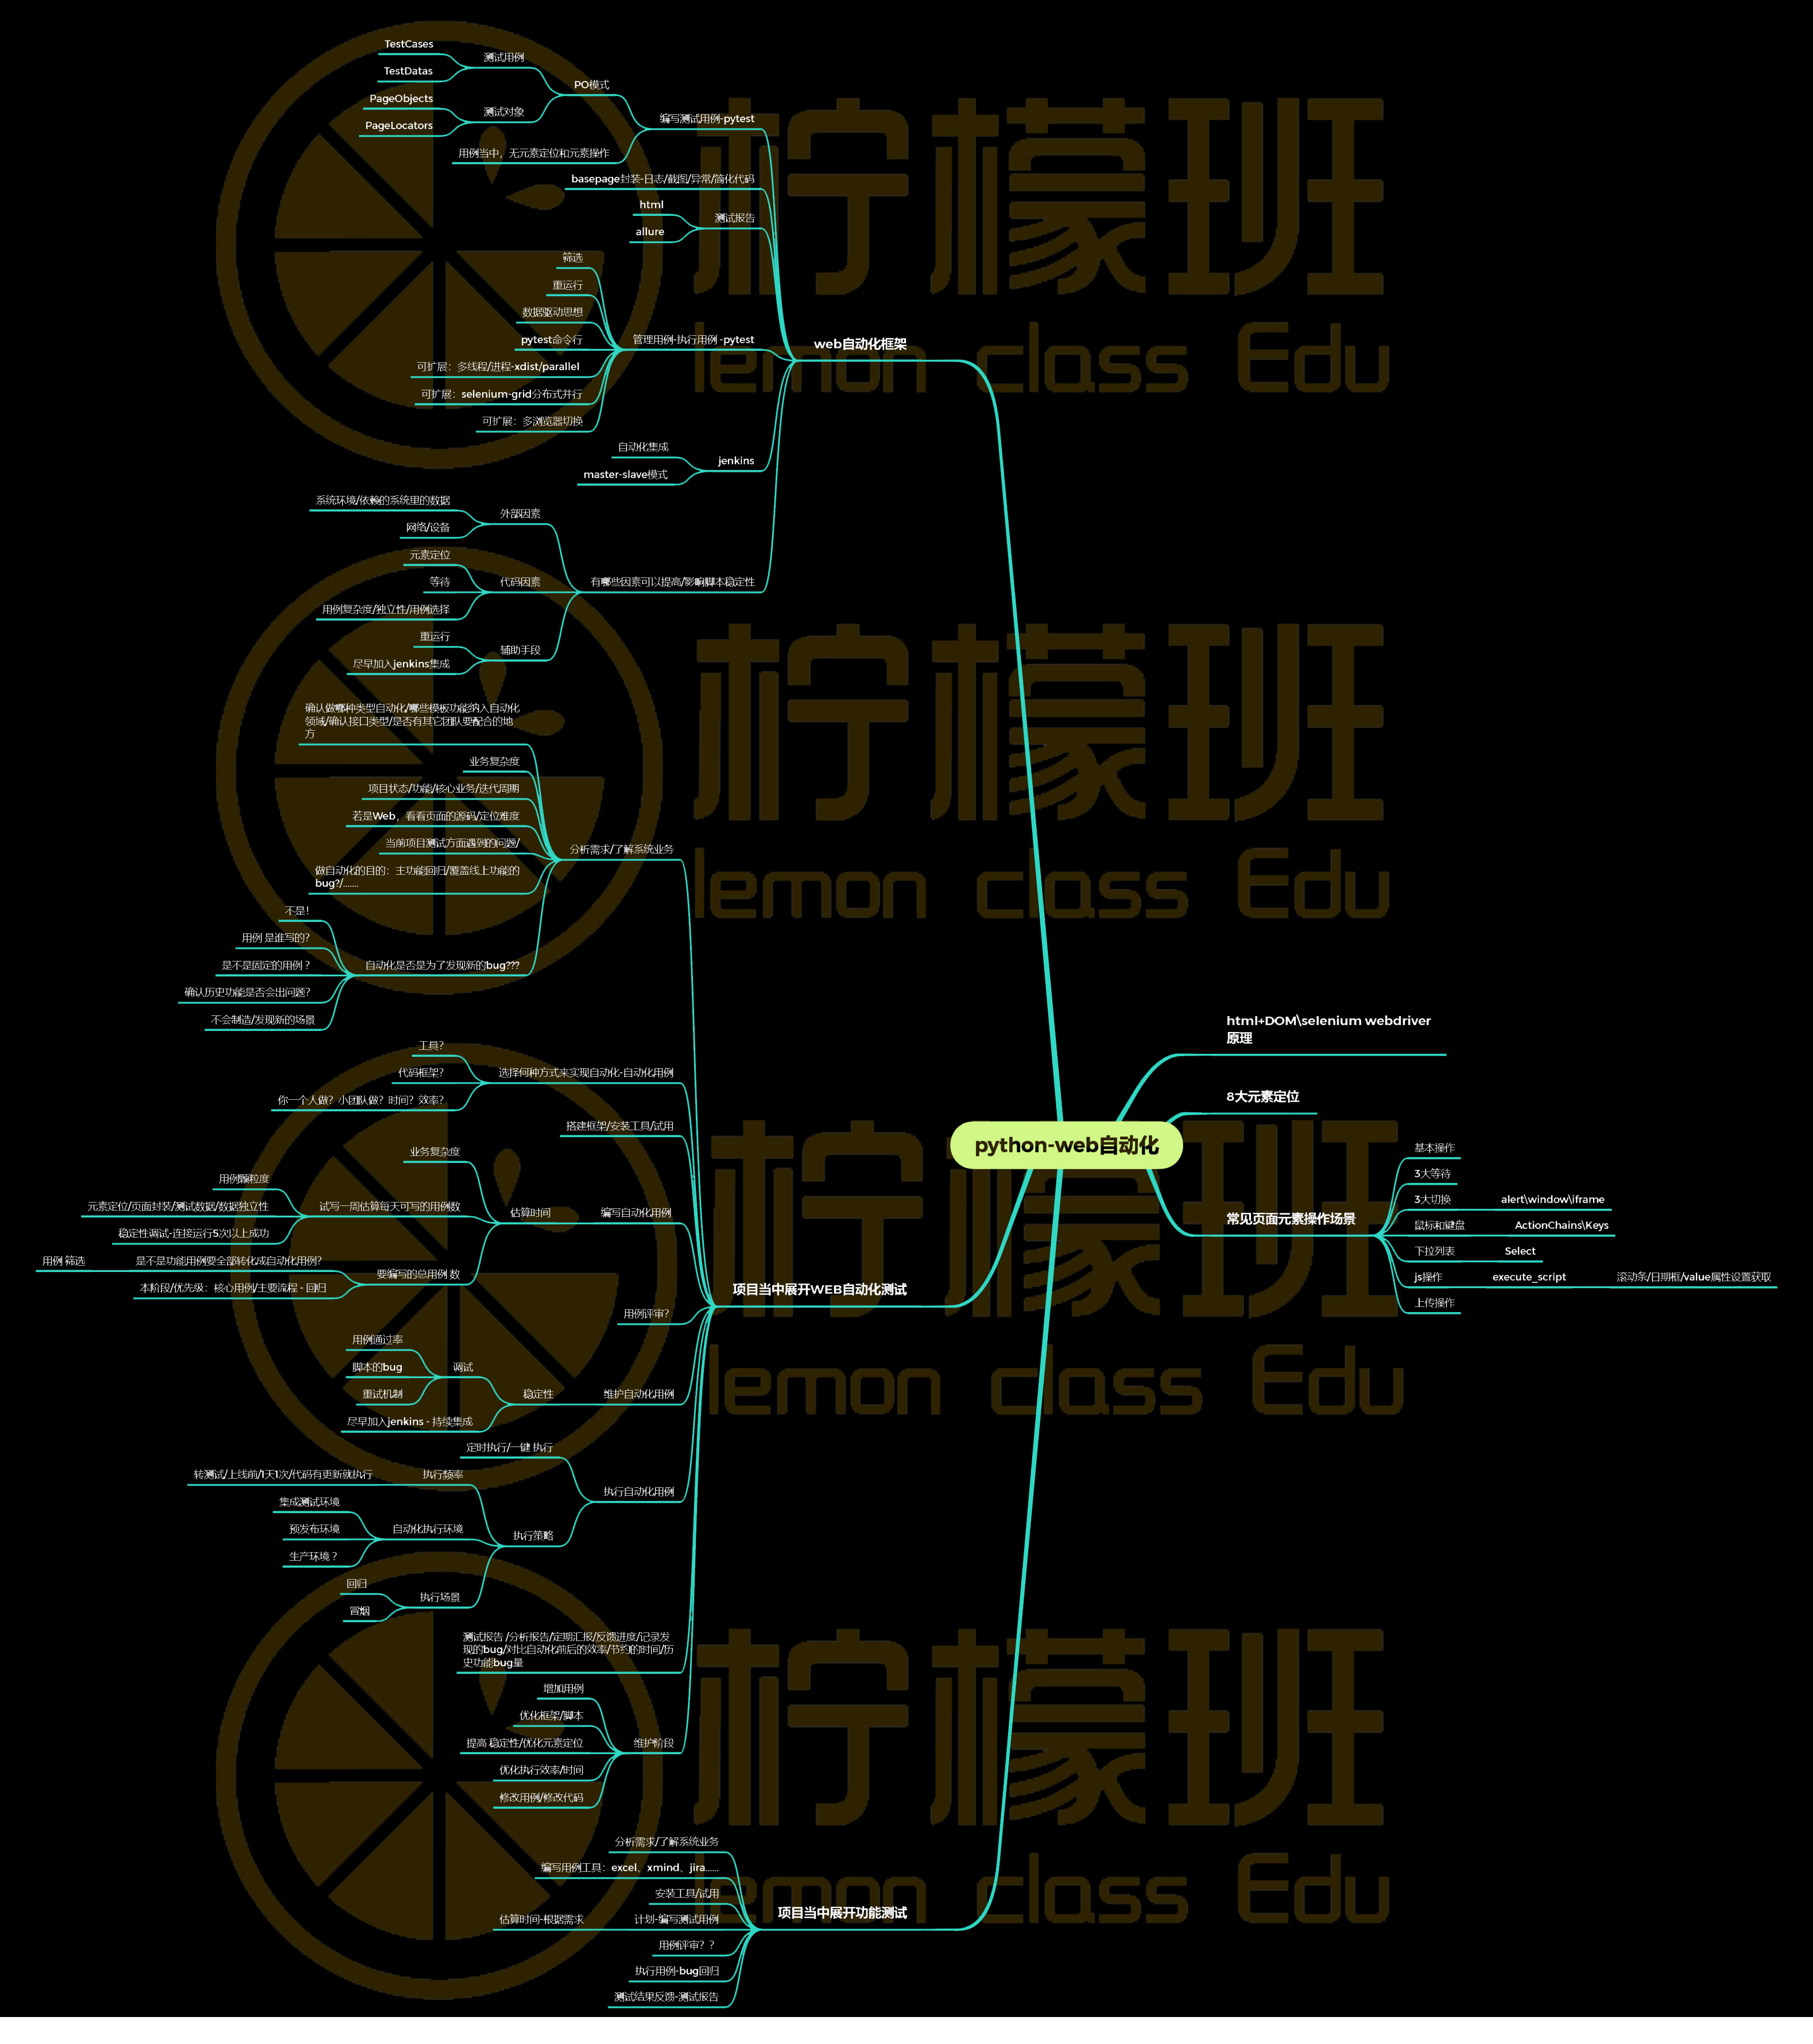 python-web自动化
html+DOM\selenium webdriver
原理
8大元素定位
常见页面元素操作场景
基本操作
3大等待
3大切换
alert\window\iframe
鼠标和键盘
ActionChains\Keys
下拉列表
Select
js操作
execute_script
滚动条/日期框/value属性设置获取
上传操作
web自动化框架
编写测试用例-pytest
PO模式
测试用例
TestCases
TestDatas
测试对象
PageObjects
PageLocators
用例当中，无元素定位和元素操作
basepage封装-日志/截图/异常/简化代码
测试报告
html
allure
管理用例-执行用例 -pytest
筛选
重运行
数据驱动思想
pytest命令行
可扩展：多线程/进程-xdist/parallel
可扩展：selenium-grid分布式并行
可扩展：多浏览器切换
jenkins
自动化集成
master-slave模式
有哪些因素可以提高/影响脚本稳定性
外部因素
系统环境/依赖的系统里的数据
网络/设备
代码因素
元素定位
等待
用例复杂度/独立性/用例选择
辅助手段
重运行
尽早加入jenkins集成
项目当中展开WEB自动化测试
分析需求/了解系统业务
确认做哪种类型自动化/哪些模板功能纳入自动化
领域/确认接口类型/是否有其它团队要配合的地
方
业务复杂度
项目状态/功能/核心业务/迭代周期
若是Web，看看页面的源码/定位难度
当前项目测试方面遇到的问题/
做自动化的目的：主功能回归/覆盖线上功能的
bug?/.......
自动化是否是为了发现新的bug???
不是！
用例 是谁写的？
是不是固定的用例 ？
确认历史功能是否会出问题？
不会制造/发现新的场景
选择何种方式来实现自动化-自动化用例
工具？
代码框架？
你一个人做？小团队做？时间？效率？
搭建框架/安装工具/试用
编写自动化用例
估算时间
业务复杂度
试写一周估算每天可写的用例数
用例颗粒度
元素定位/页面封装/测试数据/数据独立性
稳定性调试-连接运行5次以上成功
要编写的总用例 数
是不是功能用例要全部转化成自动化用例？
用例 筛选
本阶段/优先级：核心用例/主要流程 - 回归
用例评审？
维护自动化用例
稳定性
调试
用例通过率
脚本的bug
重试机制
尽早加入jenkins - 持续集成
执行自动化用例
定时执行/一键 执行
执行策略
执行频率
转测试/上线前/1天1次/代码有更新就执行
自动化执行环境
集成测试环境
预发布环境
生产环境 ？
执行场景
回归
冒烟
测试报告 /分析报告/定期汇报/反馈进度/记录发
现的bug/对比自动化前后的效率/节约的时间/历
史功能bug量
维护阶段
增加用例
优化框架/脚本
提高 稳定性/优化元素定位
优化执行效率/时间
修改用例/修改代码
项目当中展开功能测试
分析需求/了解系统业务
编写用例工具：excel、xmind、jira......
安装工具/试用
计划-编写测试用例
估算时间-根据需求
用例评审？？
执行用例-bug回归
测试结果反馈-测试报告
柠檬班
lemon class Edu
柠檬班
lemon class Edu
柠檬班
lemon class Edu
柠檬班
lemon class Edu